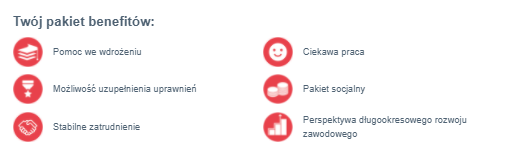 Twój pakiet benefitów:
Pomoc we wdrożeniu
Ciekawa praca
Możliwość uzupełnienia uprawnień
Pakiet socjalny
Stabilne zatrudnienie
Perspektywa długookresowego rozwoju
zawodowego